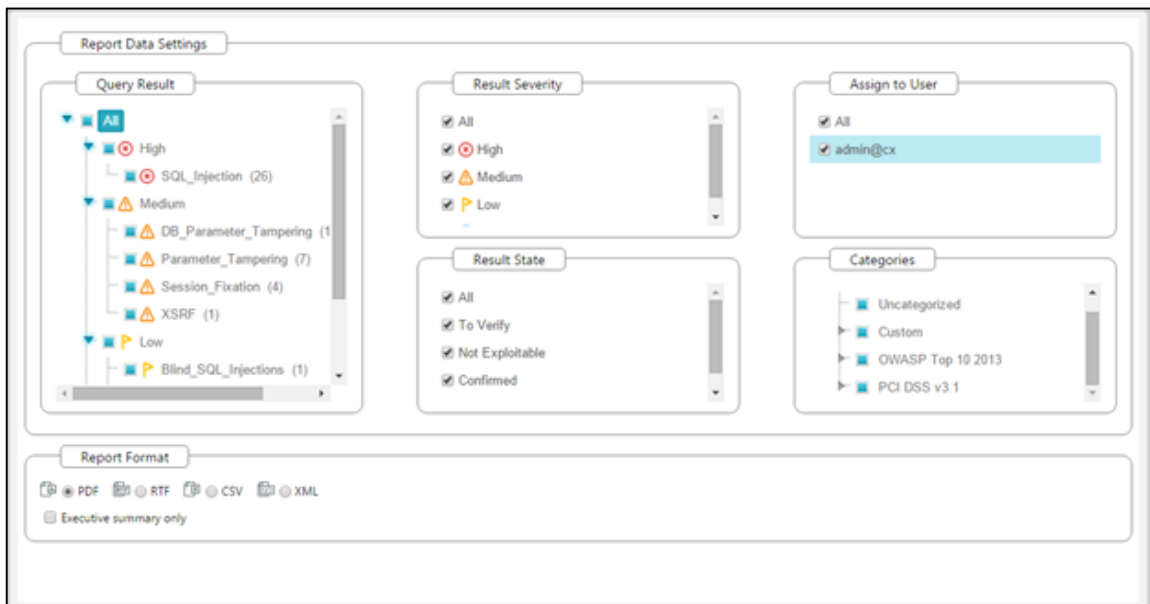 Report Data Settings
Query Result
All
High
SQL_Injection (26)
Medium
DB_Parameter_Tampering (1
Parameter_Tampering (7)
Session_Fixation (4)
XSRF (1)
Low
Blind_SQL_Injections (1)
Result Severity
All
High
Medium
Low
Result State
All
To Verify
Not Exploitable
Confirmed
Assign to User
All
admin@cx
Categories
Uncategorized
Custom
OWASP Top 10 2013
PCI DSS v3.1
Report Format
PDF RTF CSV XML
Executive summary only